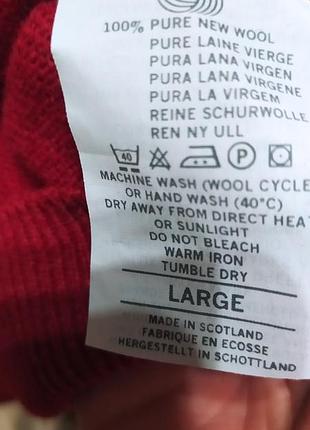 100% PURE NEW WOOL
PURE LAINE VIERGE
PURA LANA VIRGEN
PURA LANA VIRGENE
PURA LA VIRGEM
REINE SCHURWOLLE
REN NY ULL
40 P
MACHINE WASH (WOOL CYCLE
OR HAND WASH (40°C)
DRY AWAY FROM DIRECT HEAT
OR SUNLIGHT
DO NOT BLEACH
WARM IRON
TUMBLE DRY
LARGE
MADE IN SCOTLAND
FABRIQUE EN ECOSSE
HERGESTELLT IN SCHOTTLAND